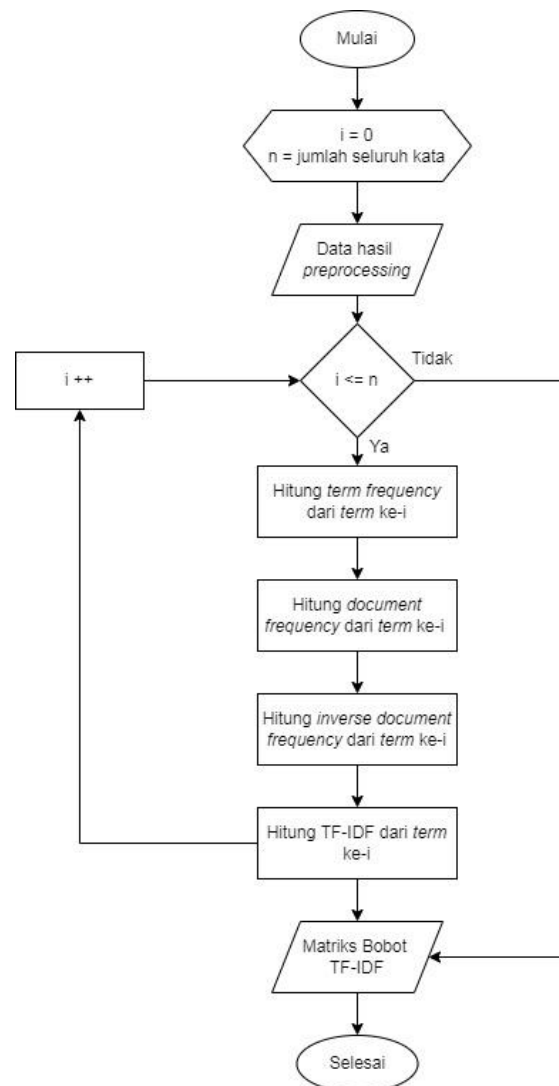 Mulai
i = 0
n = jumlah seluruh kata
Data hasil
preprocessing
i ++
i <= n
Tidak
Ya
Hitung term frequency
dari term ke-i
Hitung document
frequency dari term ke-i
Hitung inverse document
frequency dari term ke-i
Hitung TF-IDF dari term
ke-i
Matriks Bobot
TF-IDF
Selesai